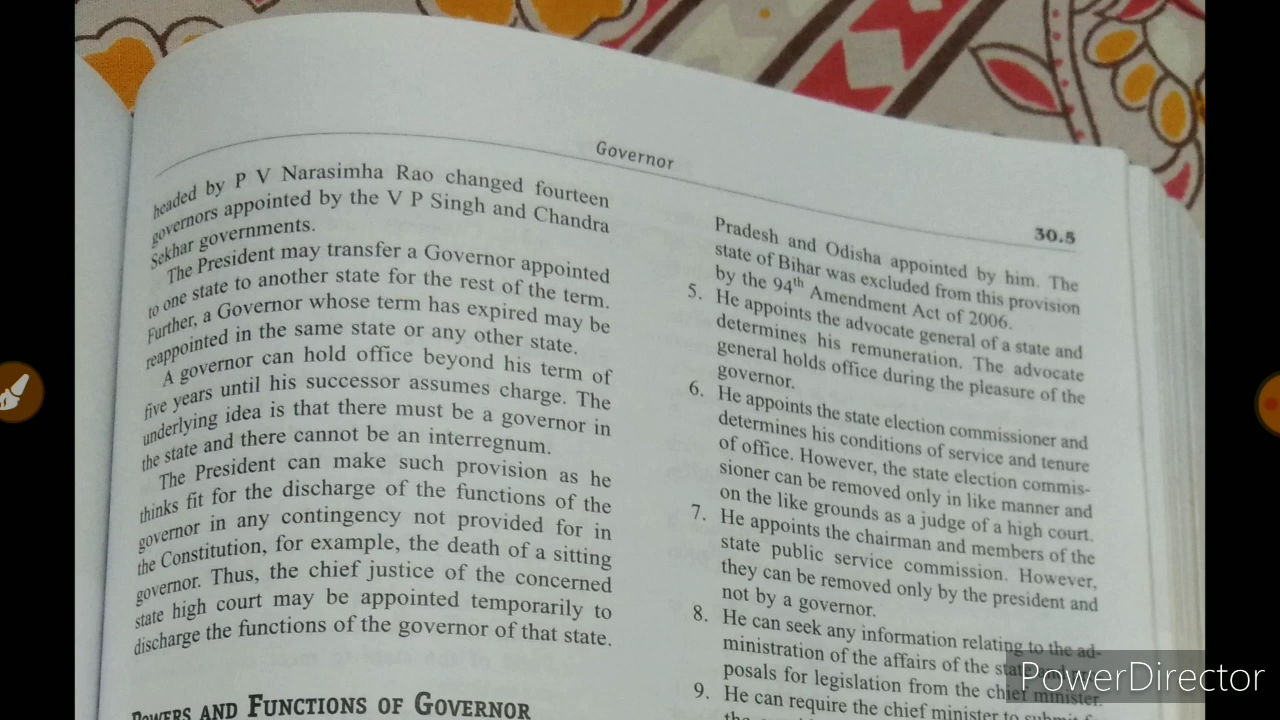 Governor
30.5
headed by P V Narasimha Rao changed fourteen
governors appointed by the V P Singh and Chandra
Sekhar governments.
The President may transfer a Governor appointed
to one state to another state for the rest of the term.
Further, a Governor whose term has expired may be
reappointed in the same state or any other state.
A governor can hold office beyond his term of
five years until his successor assumes charge. The
underlying idea is that there must be a governor in
the state and there cannot be an interregnum.
The President can make such provision as he
thinks fit for the discharge of the functions of the
governor in any contingency not provided for in
the Constitution, for example, the death of a sitting
governor. Thus, the chief justice of the concerned
state high court may be appointed temporarily to
discharge the functions of the governor of that state.
POWERS AND FUNCTIONS OF GOVERNOR
Pradesh and Odisha appointed by him. The
state of Bihar was excluded from this provision
by the 94th Amendment Act of 2006.
5. He appoints the advocate general of a state and
determines his remuneration. The advocate
general holds office during the pleasure of the
governor.
6. He appoints the state election commissioner and
determines his conditions of service and tenure
of office. However, the state election commis-
sioner can be removed only in like manner and
on the like grounds as a judge of a high court.
7. He appoints the chairman and members of the
state public service commission. However,
they can be removed only by the president and
not by a governor.
8. He can seek any information relating to the ad-
ministration of the affairs of the state
posals for legislation from the chief minister.
9. He can require the chief minister to submit
the
PowerDirector